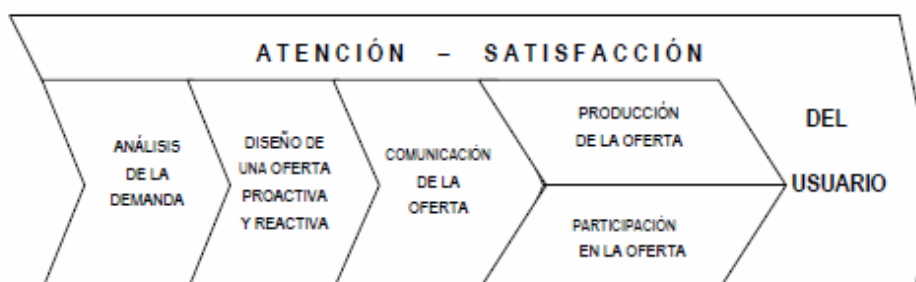 ATENCIÓN – SATISFACCIÓN
DEL
USUARIO
ANÁLISIS
DE LA
DEMANDA
DISEÑO DE
UNA OFERTA
PROACTIVA
Y REACTIVA
COMUNICACIÓN
DE LA
OFERTA
PRODUCCIÓN
DE LA OFERTA
PARTICIPACIÓN
EN LA OFERTA